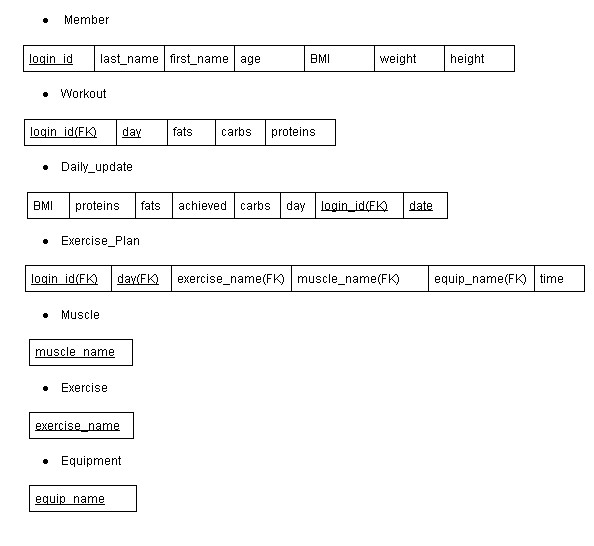 • Member
login_id last_name first_name age BMI weight height
• Workout
login_id(FK) day fats carbs proteins
• Daily_update
BMI proteins fats achieved carbs day login_id(FK) date
• Exercise_Plan
login_id(FK) day(FK) exercise_name(FK) muscle_name(FK) equip_name(FK) time
• Muscle
muscle_name
• Exercise
exercise_name
• Equipment
equip_name